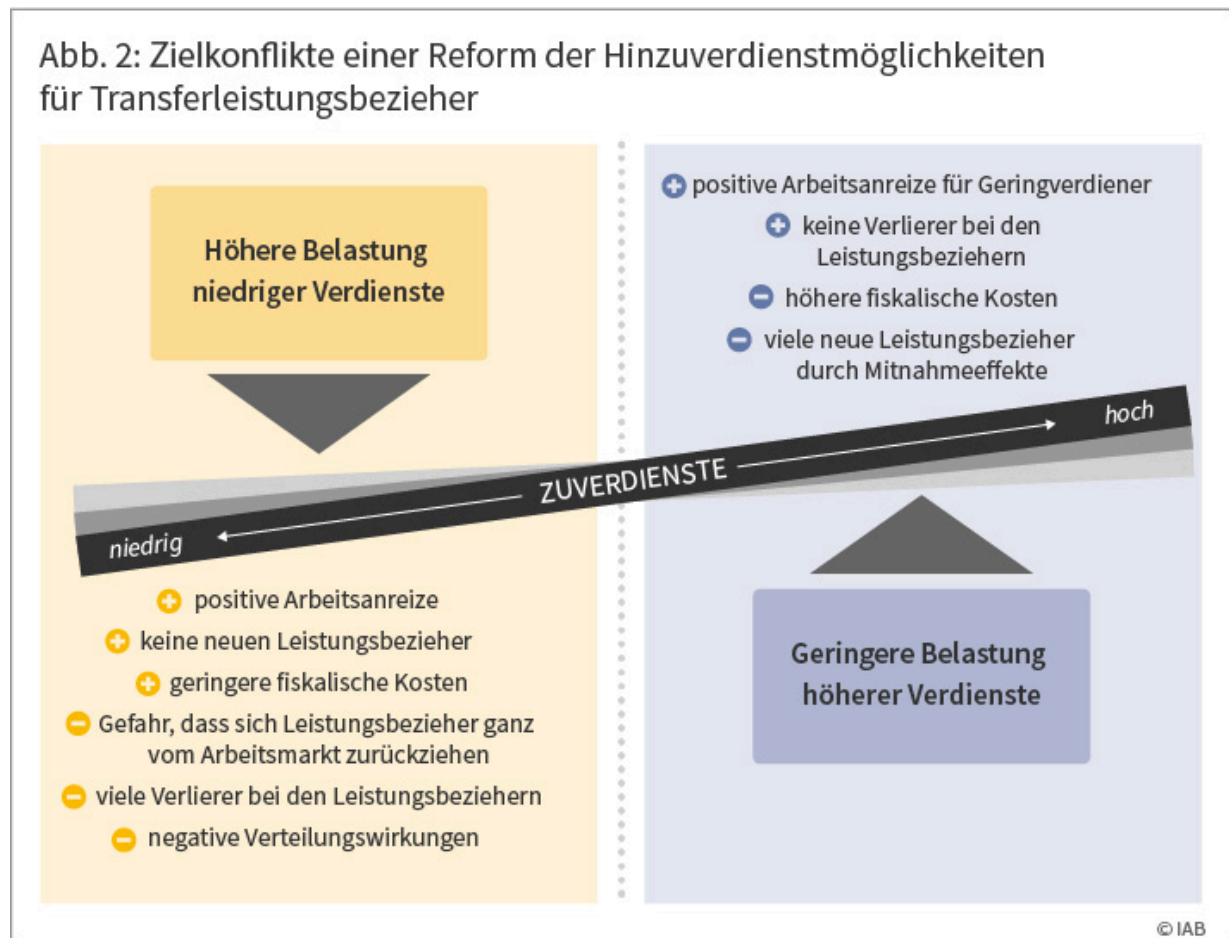 Abb. 2: Zielkonflikte einer Reform der Hinzuverdienstmöglichkeiten
für Transferleistungsbezieher
Höhere Belastung
niedriger Verdienste
positive Arbeitsanreize für Geringverdiener
keine Verlierer bei den
Leistungsbeziehern
höhere fiskalische Kosten
viele neue Leistungsbezieher
durch Mitnahmeeffekte
niedrig
ZUVERDIENSTE
hoch
positive Arbeitsanreize
keine neuen Leistungsbezieher
geringere fiskalische Kosten
Gefahr, dass sich Leistungsbezieher ganz
vom Arbeitsmarkt zurückziehen
viele Verlierer bei den Leistungsbeziehern
negative Verteilungswirkungen
Geringere Belastung
höherer Verdienste
© IAB